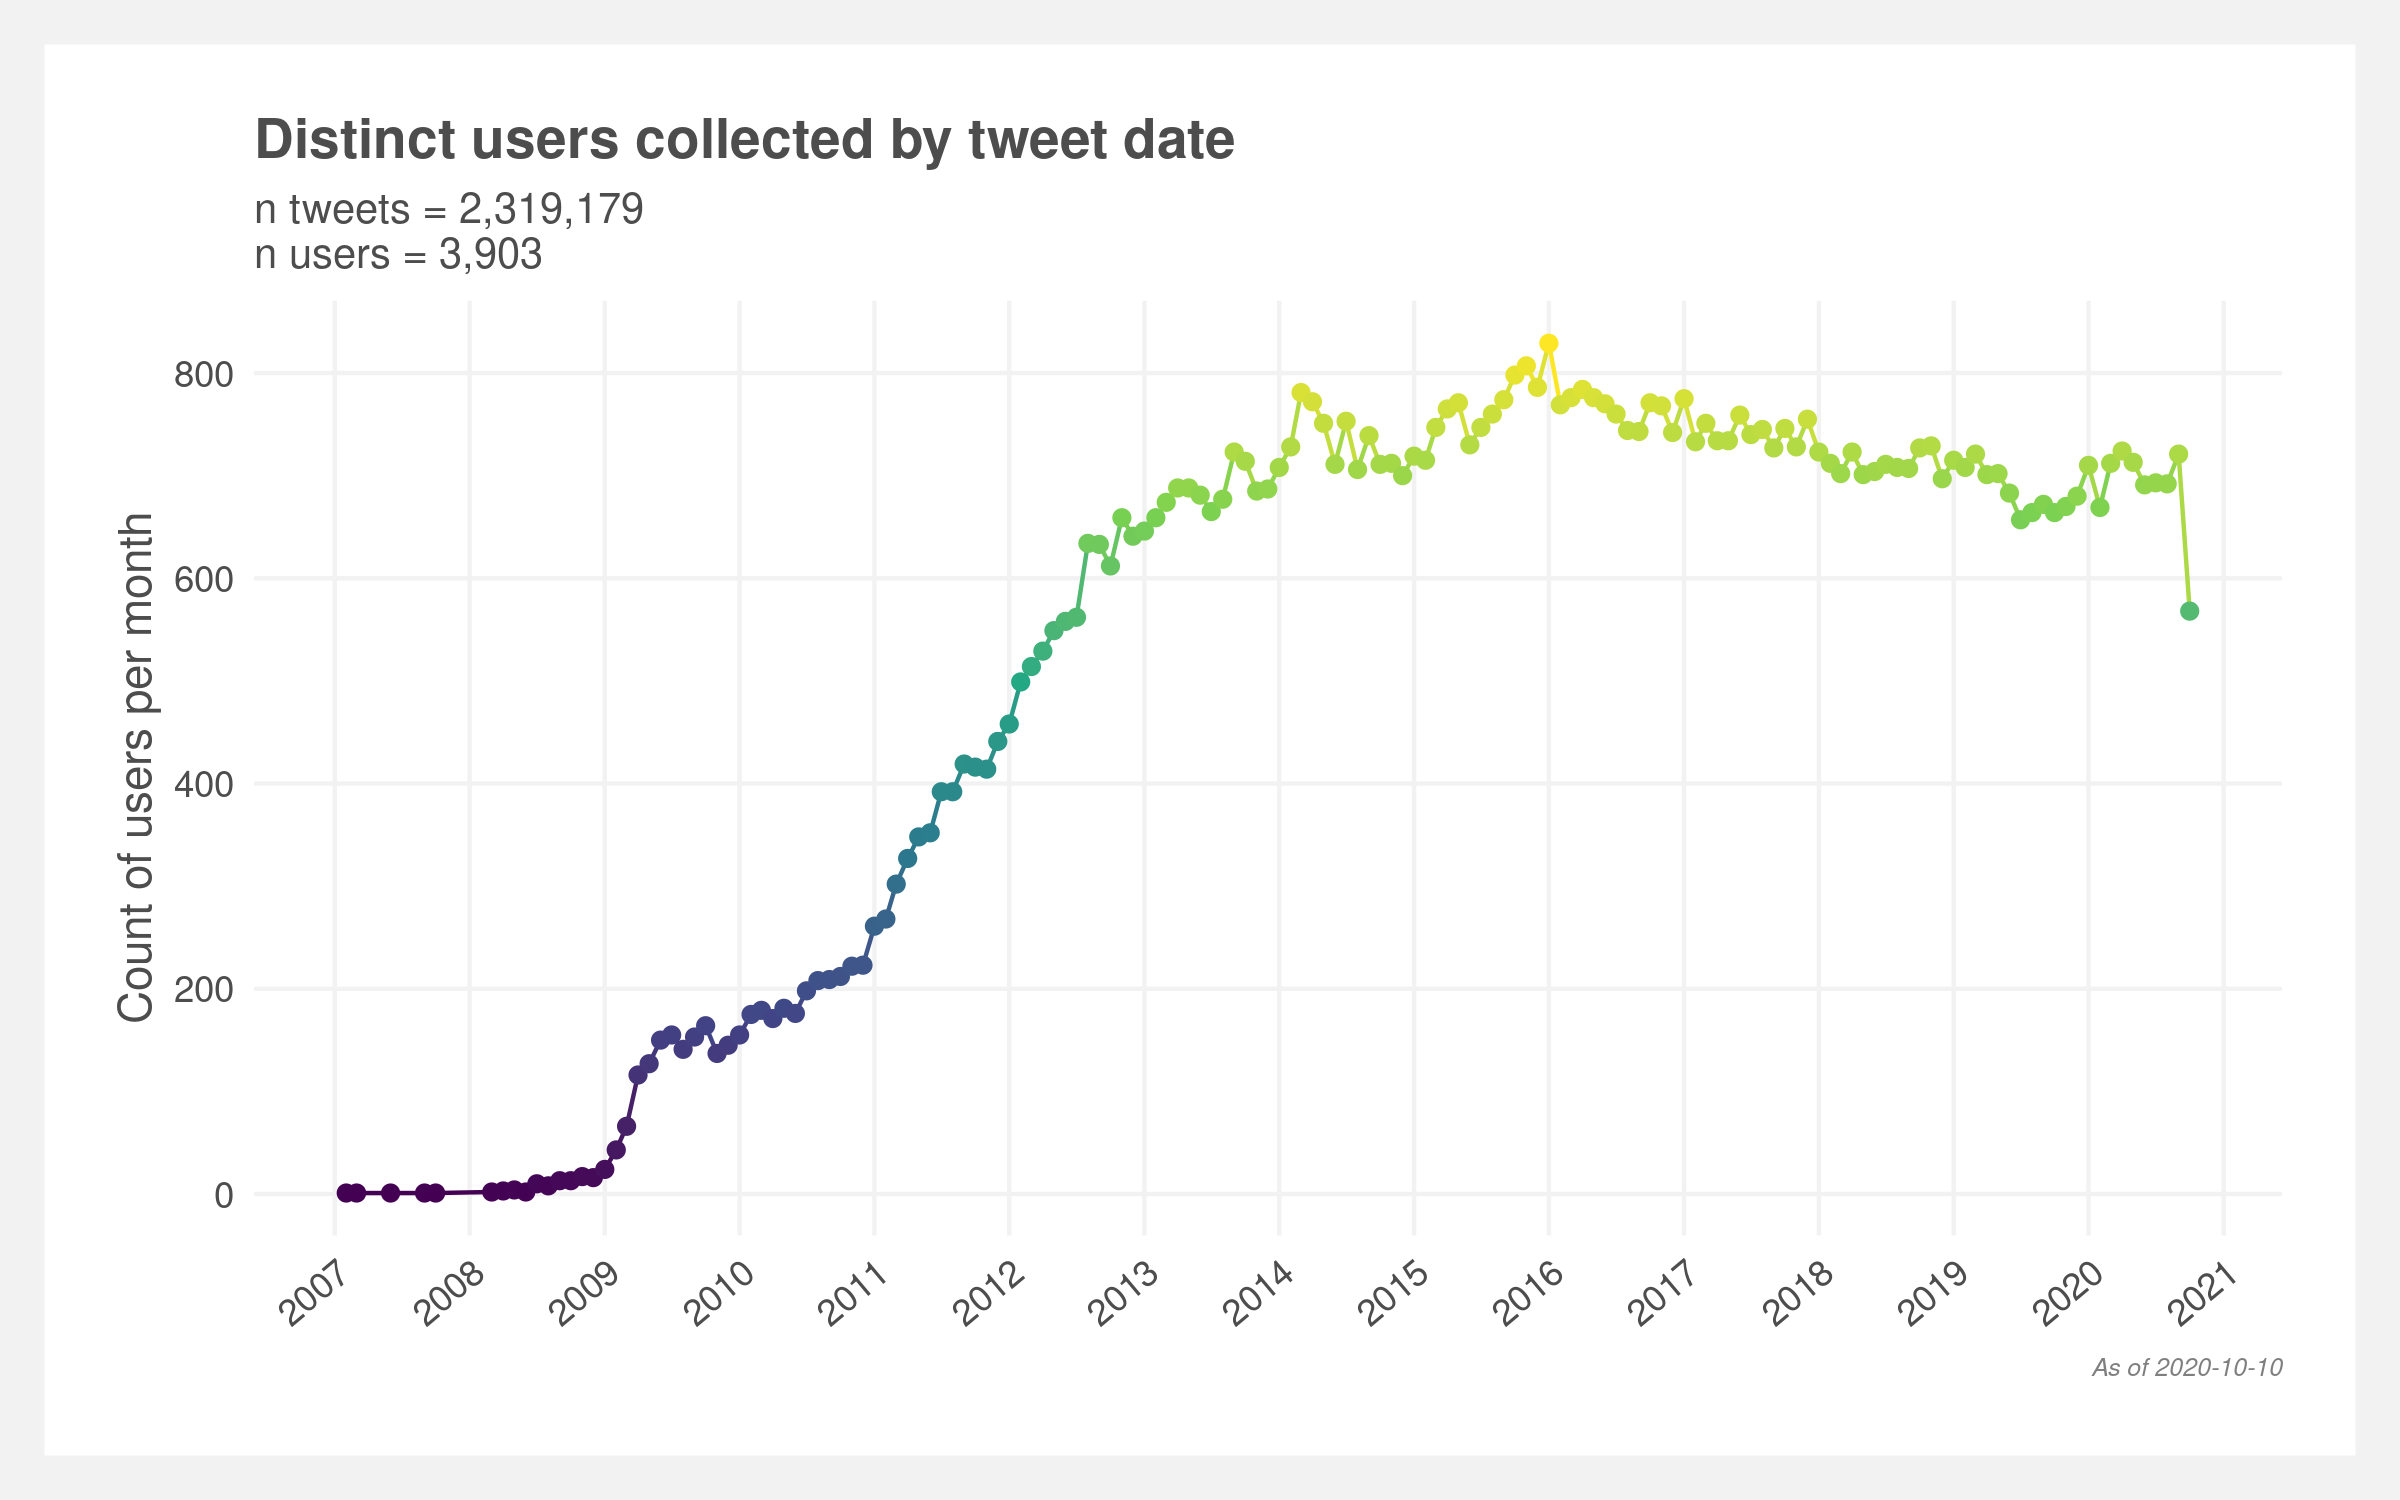 Distinct users collected by tweet date
n tweets = 2,319,179
n users = 3,903
Count of users per month
800
600
400
200
0
2007 2008 2009 2010 2011 2012 2013 2014 2015 2016 2017 2018 2019 2020 2021
As of 2020-10-10